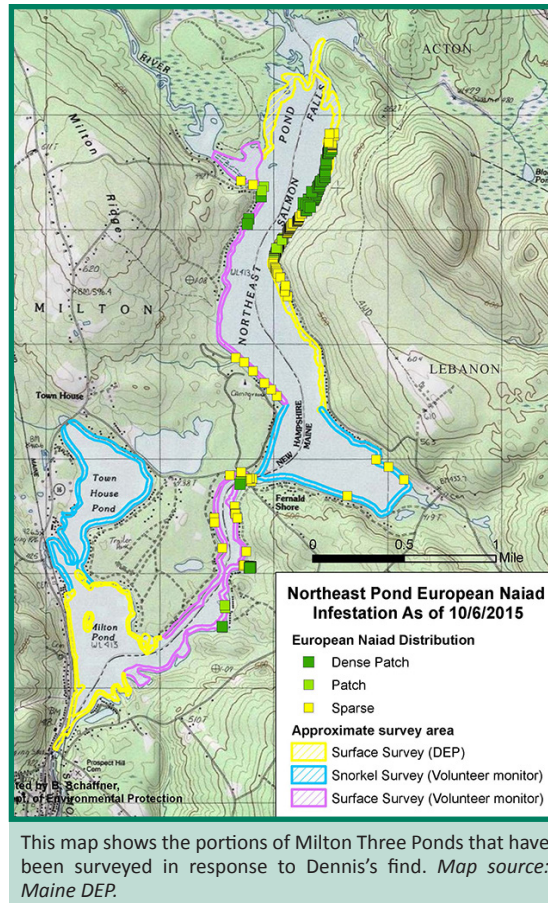 ACTON
RIVER
POND
FALLS
SALMON
NORTHEAST
Milton
Ridge
MILTON
LEBANON
Town House
Town
House
Pond
NEW HAMPSHIRE
MAINE
Fernald
Shore
Trailer
Milton
Pond
WL 413
Prospect Hill
Cem
0 0.5 1
Mile
Northeast Pond European Naiad
Infestation As of 10/6/2015
European Naiad Distribution
Dense Patch
Patch
Sparse
Approximate survey area
Surface Survey (DEP)
Snorkel Survey (Volunteer monitor)
Surface Survey (Volunteer monitor)
ted by B. Schaffner,
pt. of Environmental Protection
This map shows the portions of Milton Three Ponds that have
been surveyed in response to Dennis's find. Map source:
Maine DEP.